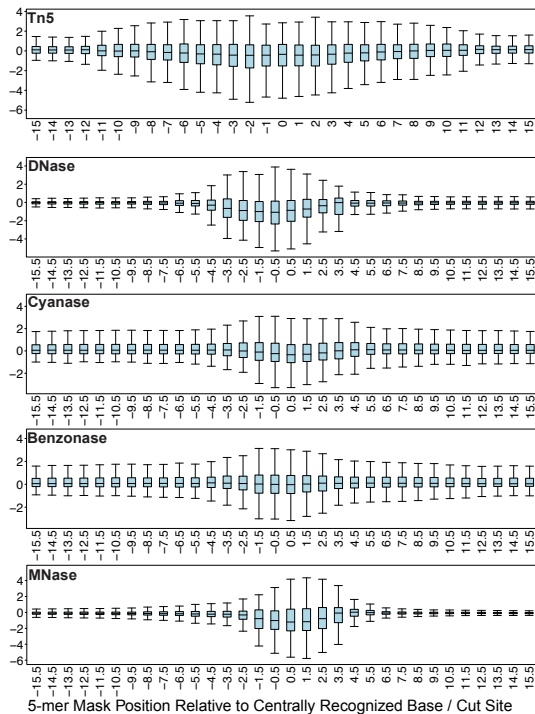 Tn5
4
2
0
−2
−4
−6
−15 −14 −13 −12 −11 −10 −9 −8 −7 −6 −5 −4 −3 −2 −1 0 1 2 3 4 5 6 7 8 9 10 11 12 13 14 15
DNase
4
2
0
−2
−4
−15.5 −14.5 −13.5 −12.5 −11.5 −10.5 −9.5 −8.5 −7.5 −6.5 −5.5 −4.5 −3.5 −2.5 −1.5 −0.5 0.5 1.5 2.5 3.5 4.5 5.5 6.5 7.5 8.5 9.5 10.5 11.5 12.5 13.5 14.5 15.5
Cyanase
4
2
0
−2
−15.5 −14.5 −13.5 −12.5 −11.5 −10.5 −9.5 −8.5 −7.5 −6.5 −5.5 −4.5 −3.5 −2.5 −1.5 −0.5 0.5 1.5 2.5 3.5 4.5 5.5 6.5 7.5 8.5 9.5 10.5 11.5 12.5 13.5 14.5 15.5
Benzonase
4
2
0
−2
−15.5 −14.5 −13.5 −12.5 −11.5 −10.5 −9.5 −8.5 −7.5 −6.5 −5.5 −4.5 −3.5 −2.5 −1.5 −0.5 0.5 1.5 2.5 3.5 4.5 5.5 6.5 7.5 8.5 9.5 10.5 11.5 12.5 13.5 14.5 15.5
MNase
4
2
0
−2
−4
−6
−15.5 −14.5 −13.5 −12.5 −11.5 −10.5 −9.5 −8.5 −7.5 −6.5 −5.5 −4.5 −3.5 −2.5 −1.5 −0.5 0.5 1.5 2.5 3.5 4.5 5.5 6.5 7.5 8.5 9.5 10.5 11.5 12.5 13.5 14.5 15.5
5-mer Mask Position Relative to Centrally Recognized Base / Cut Site